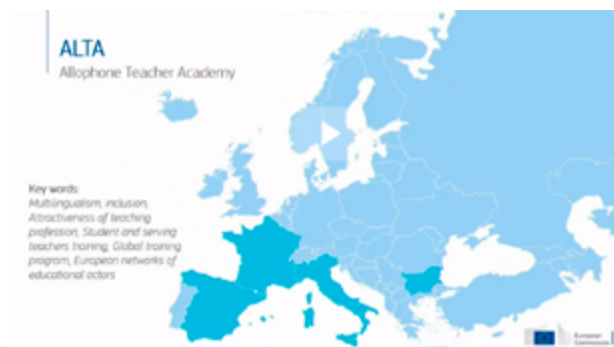 ALTA
Allophone Teacher Academy
Key words:
Multilingualism, inclusion,
Attractiveness of teaching
profession, Student and serving
teachers training, Global training
program, European networks of
educational actors
European
Commission